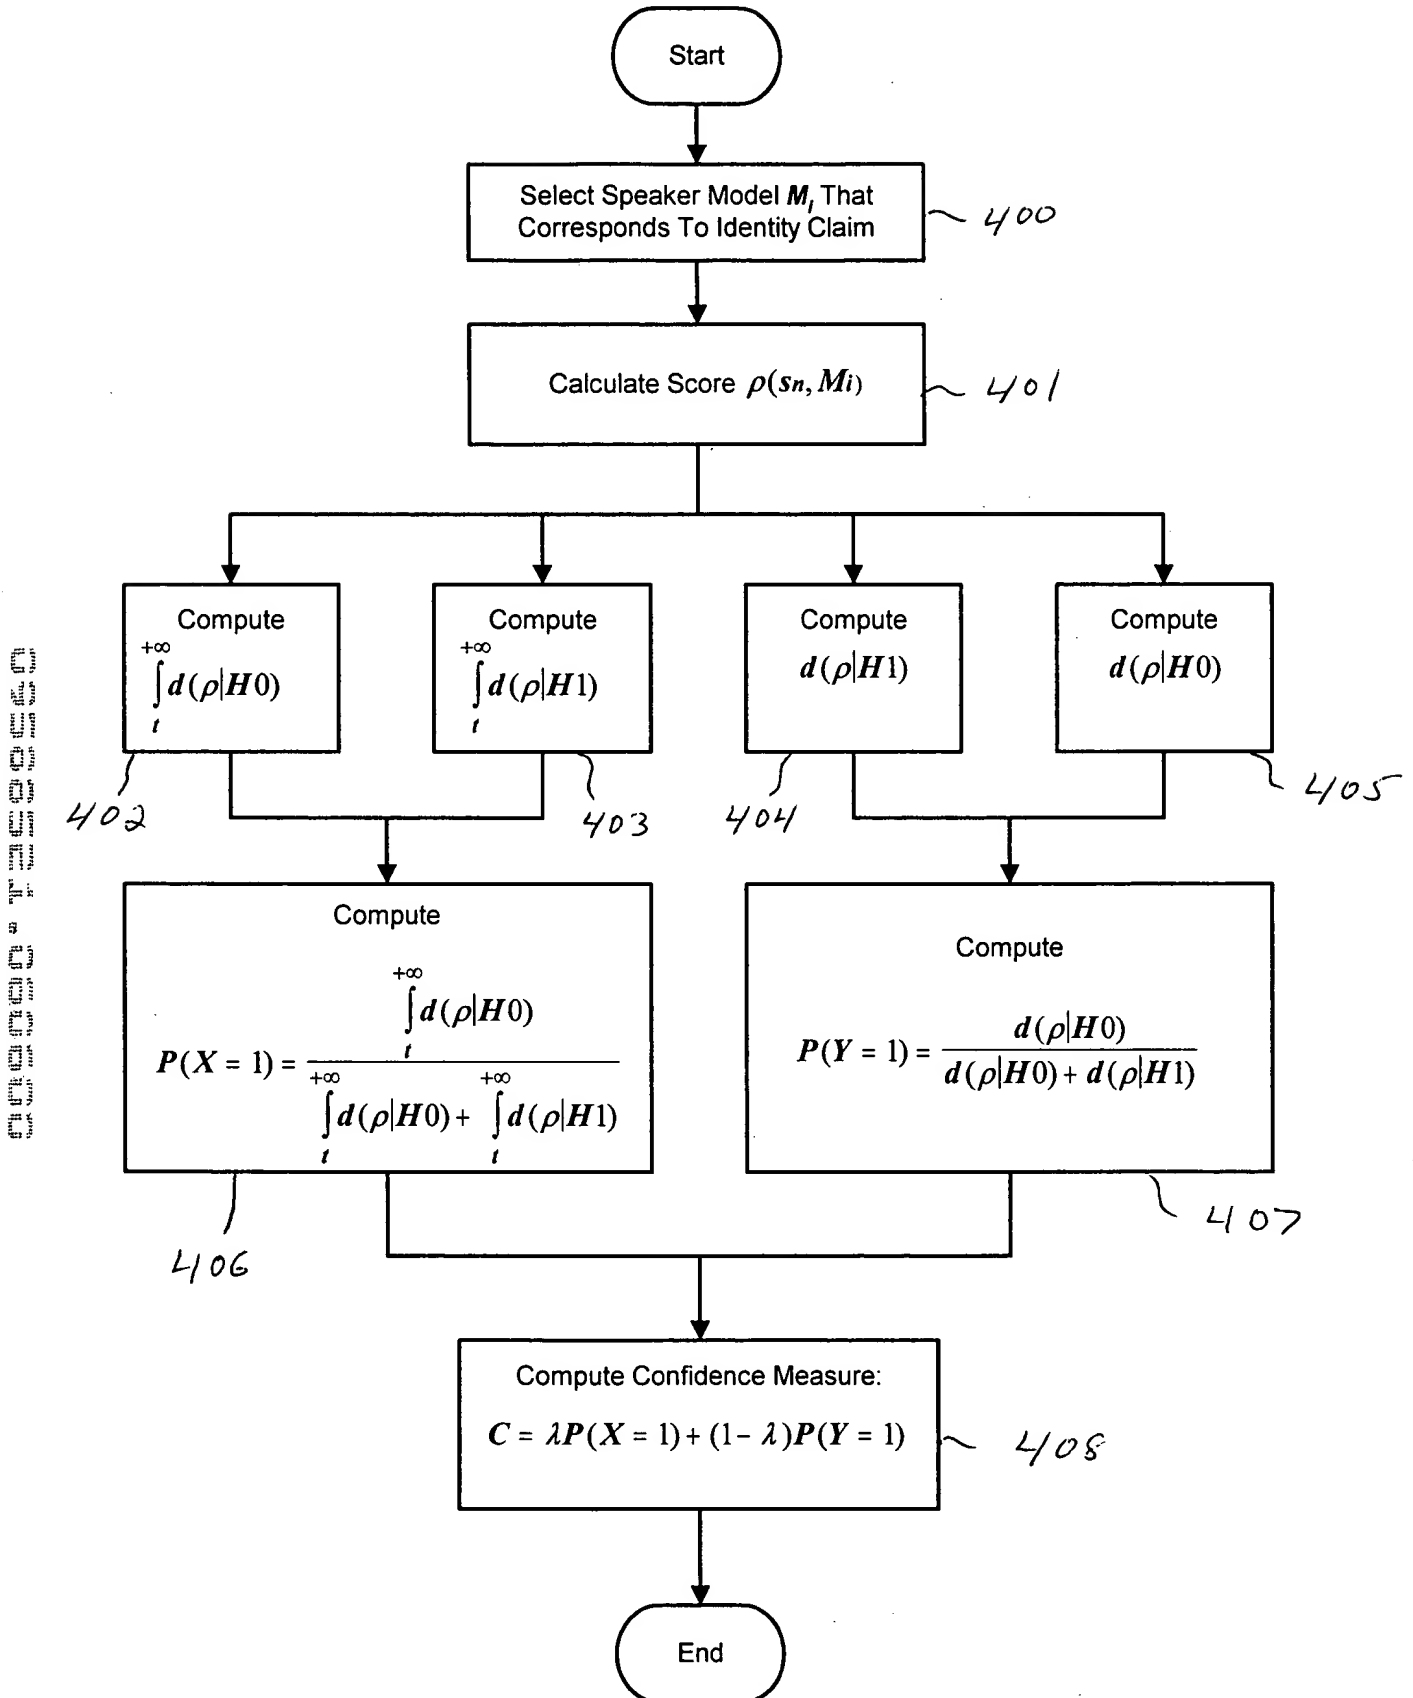 Start
Select Speaker Model M_I That
Corresponds To Identity Claim
400
Calculate Score ρ(sn, Mi)
401
Compute
+∞
∫ d(ρ|H0)
t
Compute
+∞
∫ d(ρ|H1)
t
Compute
d(ρ|H1)
Compute
d(ρ|H0)
402
403
404
405
Compute
+∞
∫ d(ρ|H0)
t
P(X = 1) =
+∞ +∞
∫ d(ρ|H0) + ∫ d(ρ|H1)
t t
Compute
d(ρ|H0)
P(Y = 1) =
d(ρ|H0) + d(ρ|H1)
406
407
Compute Confidence Measure:
C = λP(X = 1) + (1- λ)P(Y = 1)
408
End